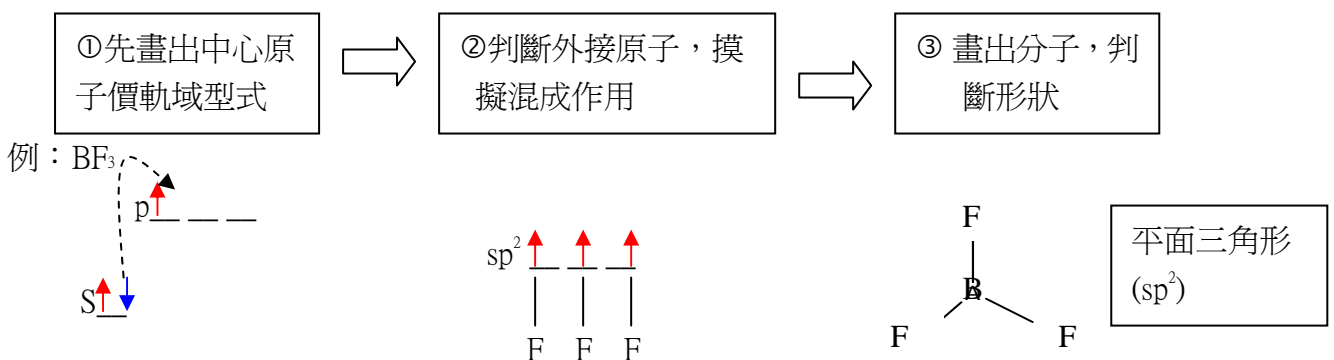 ①先畫出中心原
子價軌域型式
②判斷外接原子，摸
擬混成作用
③ 畫出分子，判
斷形狀
例：BF₃
p
S
sp²
F F F
F
B
F F
平面三角形
(sp²)